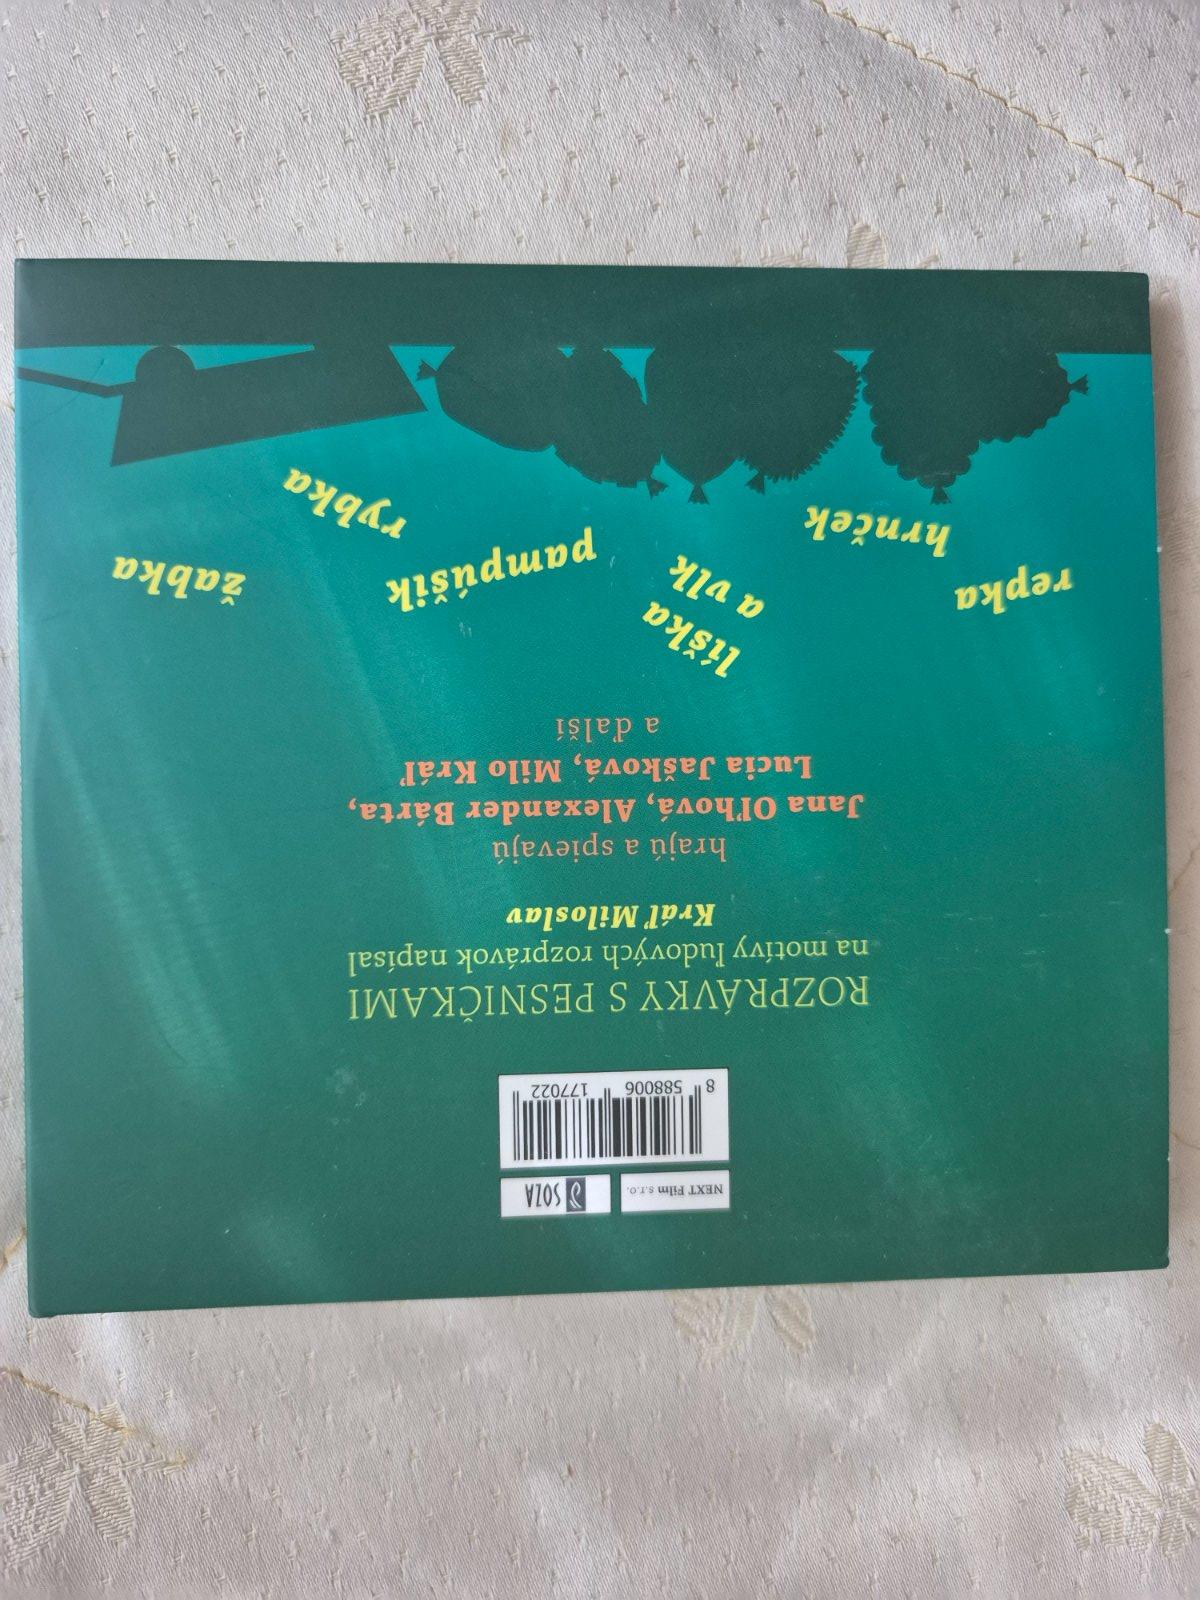 NEXT Film s.r.o.
SOZA
8 588006 177022
ROZPRÁVKY S PESNIČKAMI
na motívy ľudových rozprávok napísal
Kráľ Miloslav
hrajú a spievajú
Jana Oľhová, Alexander Bárta,
Lucia Jašková, Milo Kráľ
a ďalší
repka
líška
a vlk
hrnček
pampúšik
žabka
rybka